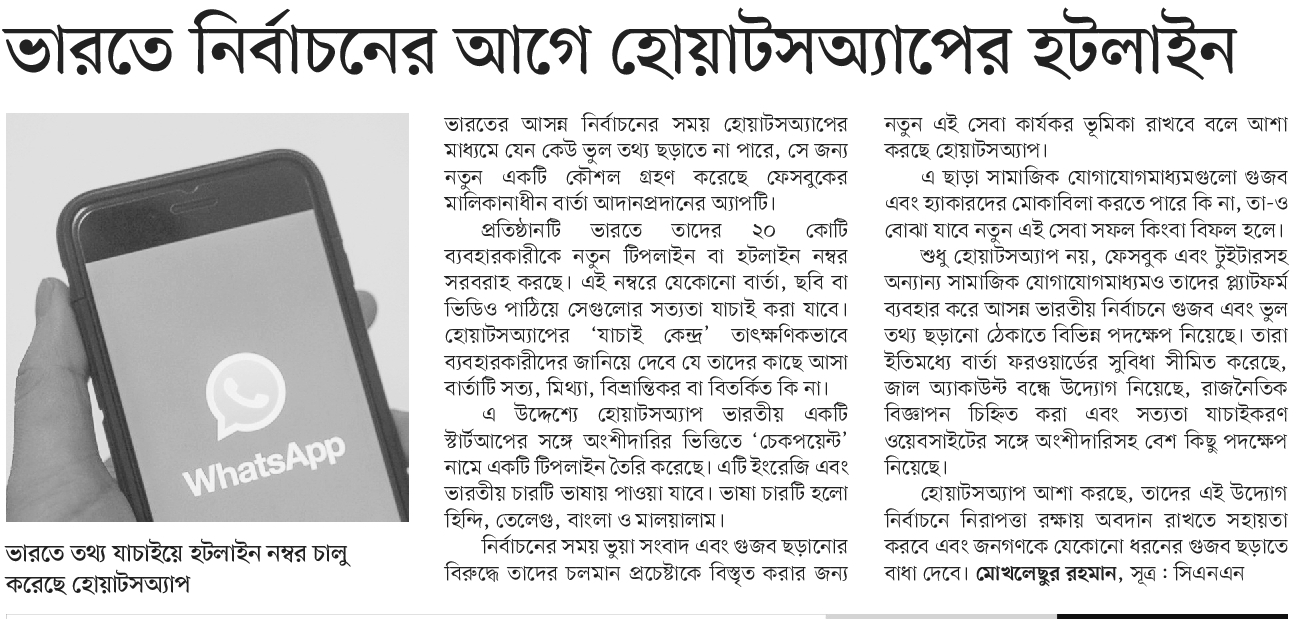 ভারতে নির্বাচনের আগে হোয়াটসঅ্যাপের হটলাইন
WhatsApp
ভারতে তথ্য যাচাইয়ে হটলাইন নম্বর চালু
করেছে হোয়াটসঅ্যাপ
ভারতের আসন্ন নির্বাচনের সময় হোয়াটসঅ্যাপের
মাধ্যমে যেন কেউ ভুল তথ্য ছড়াতে না পারে, সে জন্য
নতুন একটি কৌশল গ্রহণ করেছে ফেসবুকের
মালিকানাধীন বার্তা আদানপ্রদানের অ্যাপটি।
প্রতিষ্ঠানটি ভারতে তাদের ২০ কোটি
ব্যবহারকারীকে নতুন টিপলাইন বা হটলাইন নম্বর
সরবরাহ করছে। এই নম্বরে যেকোনো বার্তা, ছবি বা
ভিডিও পাঠিয়ে সেগুলোর সত্যতা যাচাই করা যাবে।
হোয়াটসঅ্যাপের ‘যাচাই কেন্দ্র’ তাৎক্ষণিকভাবে
ব্যবহারকারীদের জানিয়ে দেবে যে তাদের কাছে আসা
বার্তাটি সত্য, মিথ্যা, বিভ্রান্তিকর বা বিতর্কিত কি না।
এ উদ্দেশ্যে হোয়াটসঅ্যাপ ভারতীয় একটি
স্টার্টআপের সঙ্গে অংশীদারির ভিত্তিতে ‘চেকপয়েন্ট’
নামে একটি টিপলাইন তৈরি করেছে। এটি ইংরেজি এবং
ভারতীয় চারটি ভাষায় পাওয়া যাবে। ভাষা চারটি হলো
হিন্দি, তেলেগু, বাংলা ও মালয়ালাম।
নির্বাচনের সময় ভুয়া সংবাদ এবং গুজব ছড়ানোর
বিরুদ্ধে তাদের চলমান প্রচেষ্টাকে বিস্তৃত করার জন্য
নতুন এই সেবা কার্যকর ভূমিকা রাখবে বলে আশা
করছে হোয়াটসঅ্যাপ।
এ ছাড়া সামাজিক যোগাযোগমাধ্যমগুলো গুজব
এবং হ্যাকারদের মোকাবিলা করতে পারে কি না, তা-ও
বোঝা যাবে নতুন এই সেবা সফল কিংবা বিফল হলে।
শুধু হোয়াটসঅ্যাপ নয়, ফেসবুক এবং টুইটারসহ
অন্যান্য সামাজিক যোগাযোগমাধ্যমও তাদের প্ল্যাটফর্ম
ব্যবহার করে আসন্ন ভারতীয় নির্বাচনে গুজব এবং ভুল
তথ্য ছড়ানো ঠেকাতে বিভিন্ন পদক্ষেপ নিয়েছে। তারা
ইতিমধ্যে বার্তা ফরওয়ার্ডের সুবিধা সীমিত করেছে,
জাল অ্যাকাউন্ট বন্ধে উদ্যোগ নিয়েছে, রাজনৈতিক
বিজ্ঞাপন চিহ্নিত করা এবং সত্যতা যাচাইকরণ
ওয়েবসাইটের সঙ্গে অংশীদারিসহ বেশ কিছু পদক্ষেপ
নিয়েছে।
হোয়াটসঅ্যাপ আশা করছে, তাদের এই উদ্যোগ
নির্বাচনে নিরাপত্তা রক্ষায় অবদান রাখতে সহায়তা
করবে এবং জনগণকে যেকোনো ধরনের গুজব ছড়াতে
বাধা দেবে। মোখলেছুর রহমান, সূত্র : সিএনএন